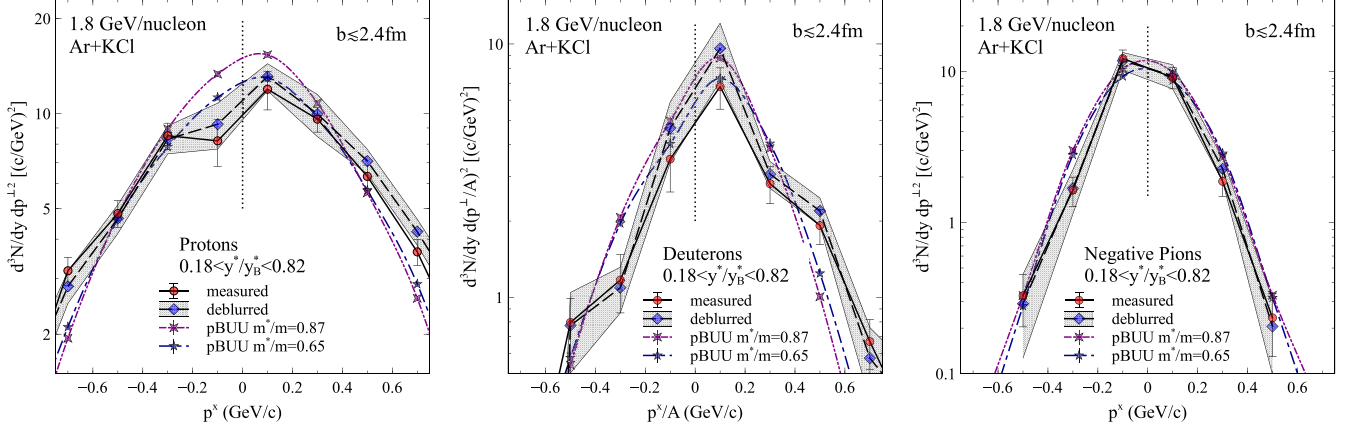 1.8 GeV/nucleon
Ar+KCl
b≲2.4fm
20
10
5
2
d³N/dy dp⊥² [(c/GeV)²]
Protons
0.18<y*/y*_B<0.82
measured
deblurred
pBUU m*/m=0.87
pBUU m*/m=0.65
−0.6 −0.4 −0.2 0 0.2 0.4 0.6
pˣ (GeV/c)
1.8 GeV/nucleon
Ar+KCl
b≲2.4fm
10
1
d³N/dy d(p⊥/A)² [(c/GeV)²]
Deuterons
0.18<y*/y*_B<0.82
measured
deblurred
pBUU m*/m=0.87
pBUU m*/m=0.65
−0.6 −0.4 −0.2 0 0.2 0.4 0.6
pˣ/A (GeV/c)
1.8 GeV/nucleon
Ar+KCl
b≲2.4fm
10
1
0.1
d³N/dy dp⊥² [(c/GeV)²]
Negative Pions
0.18<y*/y*_B<0.82
measured
deblurred
pBUU m*/m=0.87
pBUU m*/m=0.65
−0.6 −0.4 −0.2 0 0.2 0.4 0.6
pˣ (GeV/c)